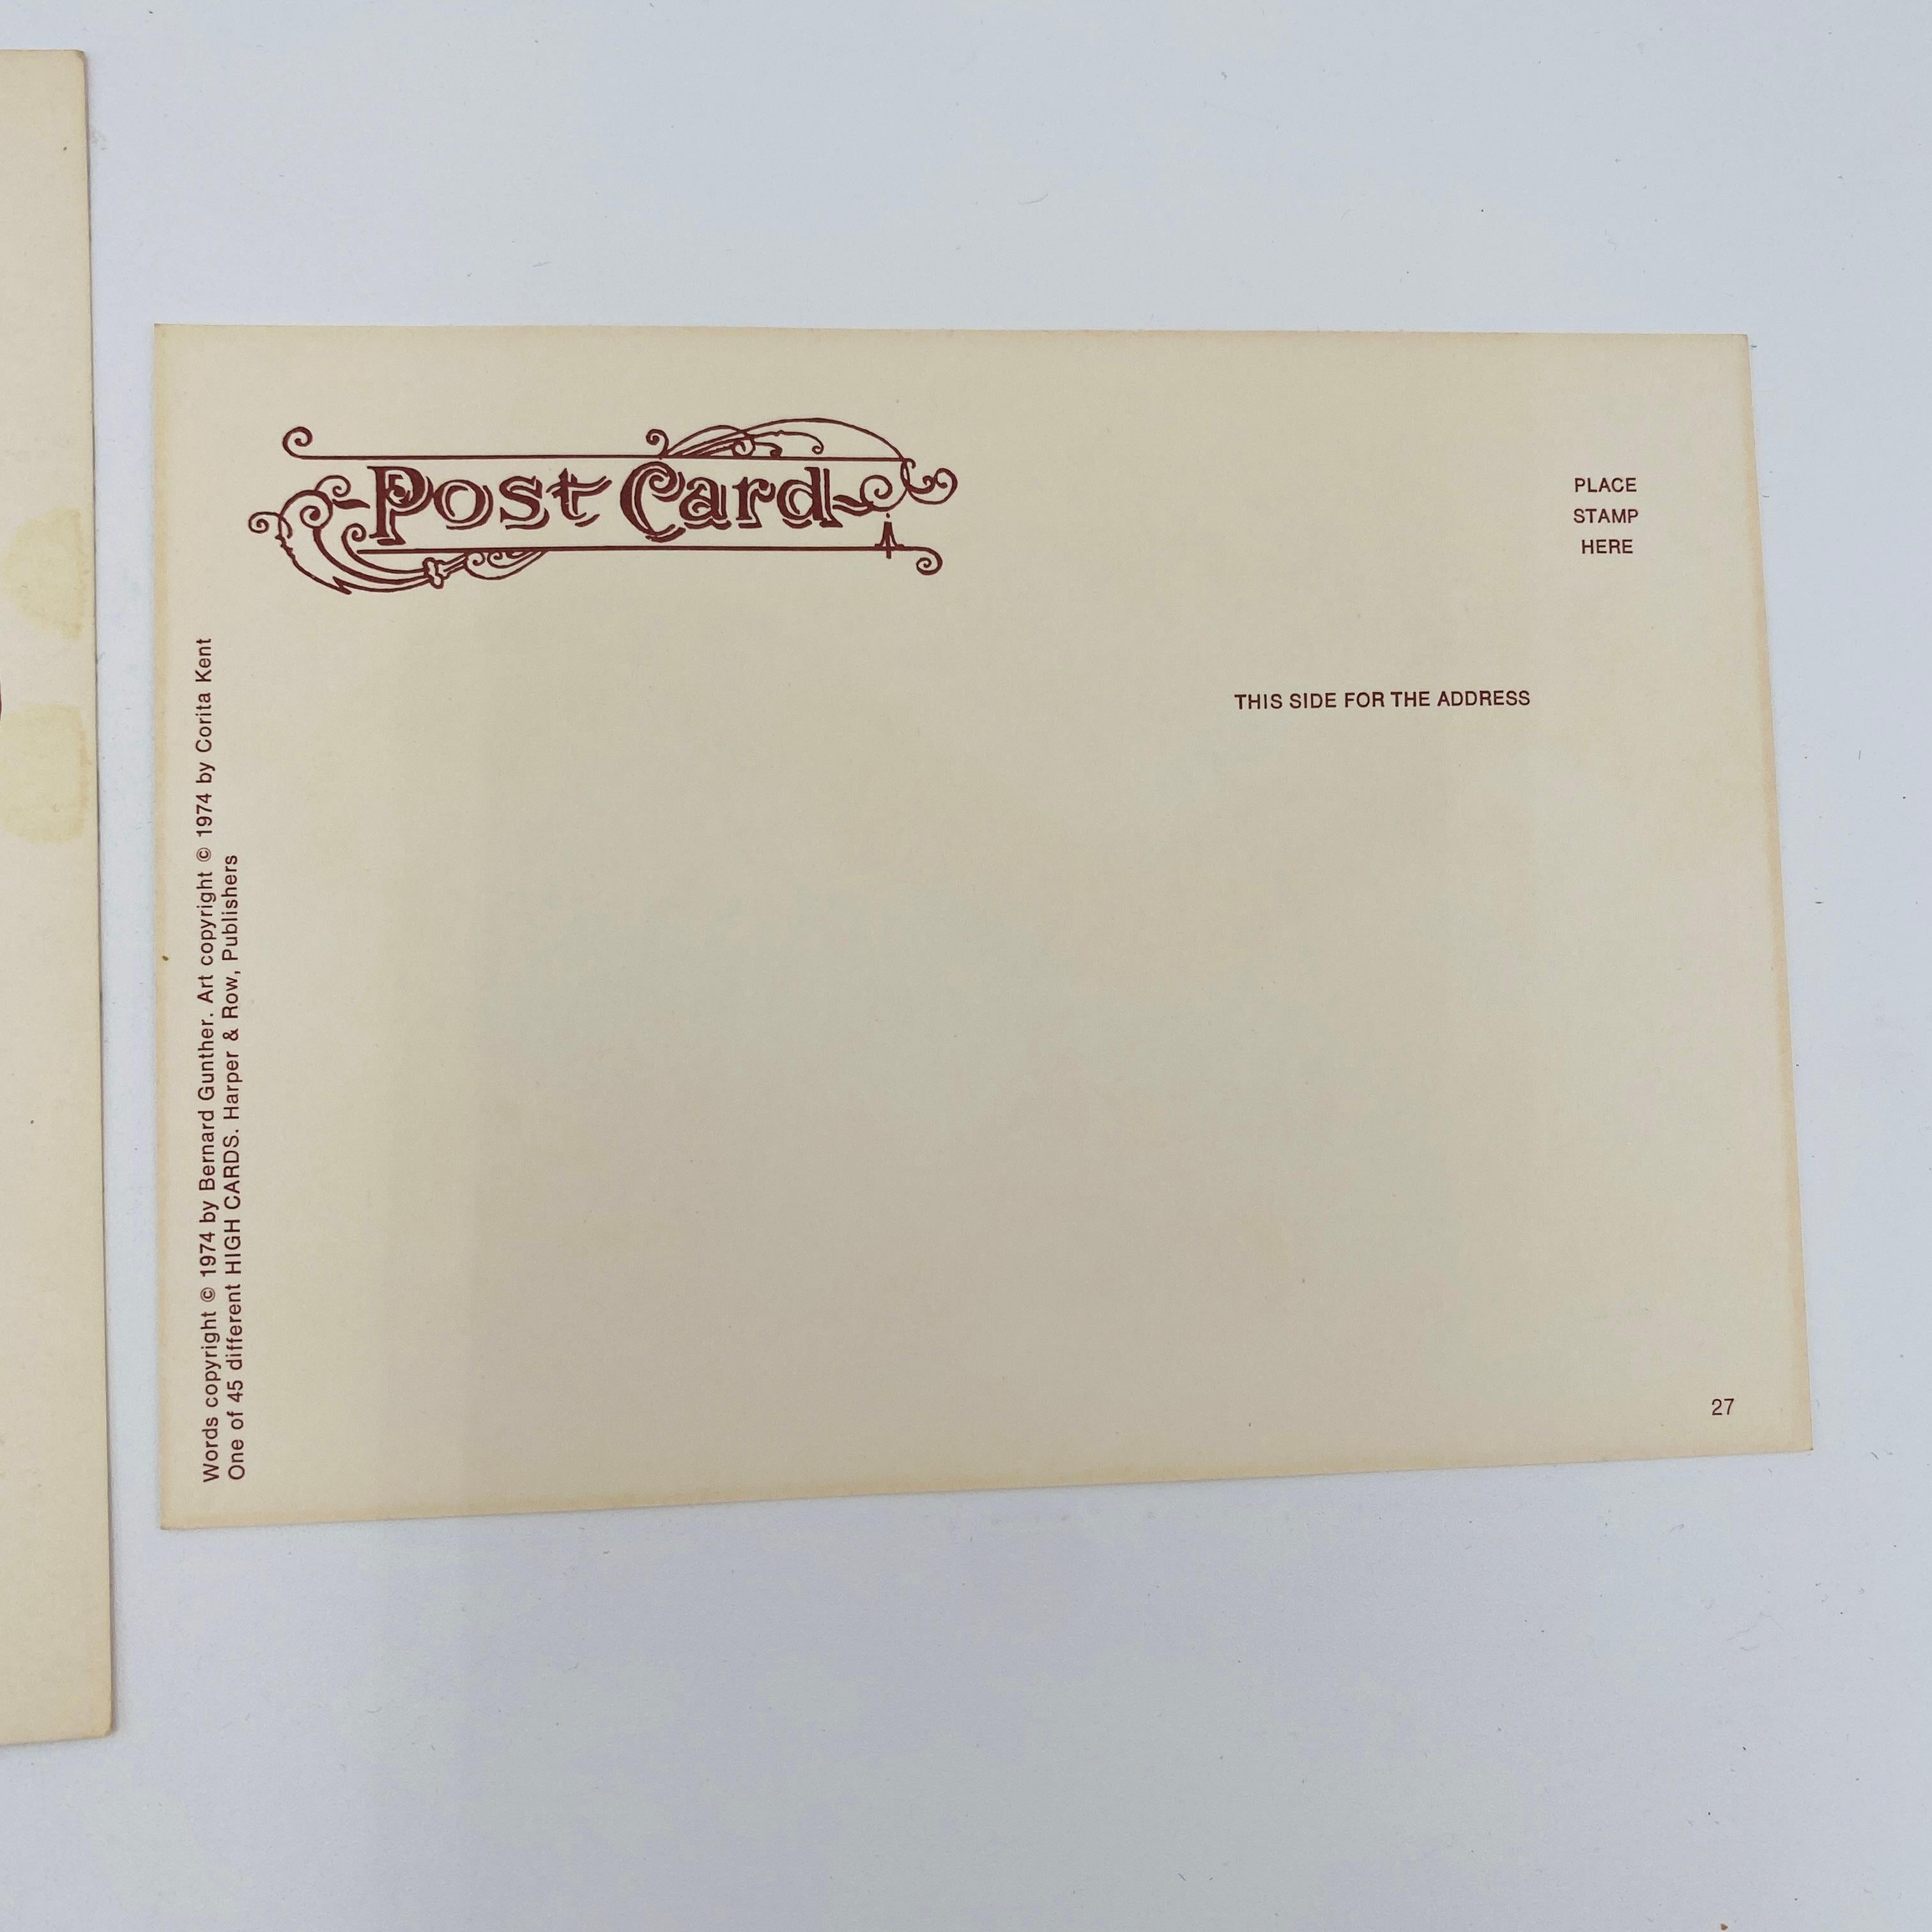 Post Card
PLACE
STAMP
HERE
THIS SIDE FOR THE ADDRESS
Words copyright © 1974 by Bernard Gunther. Art copyright © 1974 by Corita Kent
One of 45 different HIGH CARDS. Harper & Row, Publishers
27